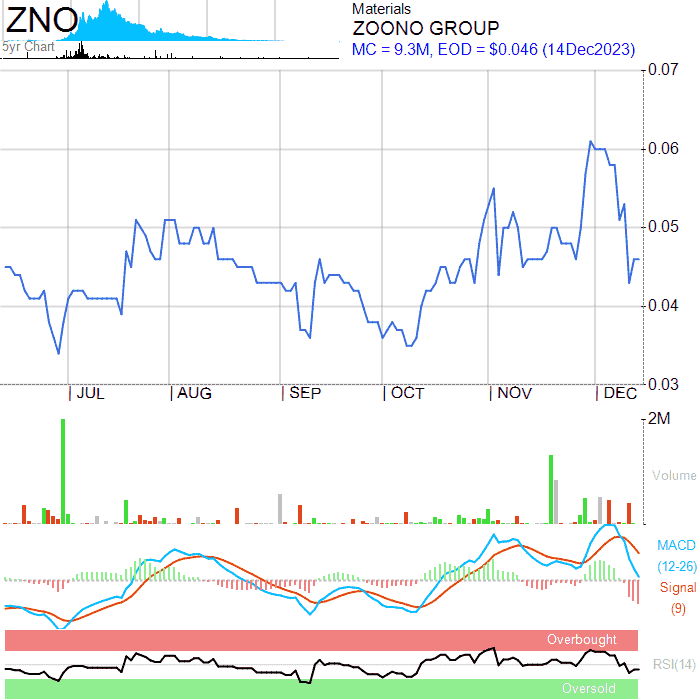 ZNO
5yr Chart
Materials
ZOONO GROUP
MC = 9.3M, EOD = $0.046 (14Dec2023)
0.07
0.06
0.05
0.04
0.03
JUL AUG SEP OCT NOV DEC
2M
Volume
MACD
(12-26)
Signal
(9)
Overbought
RSI(14)
Oversold